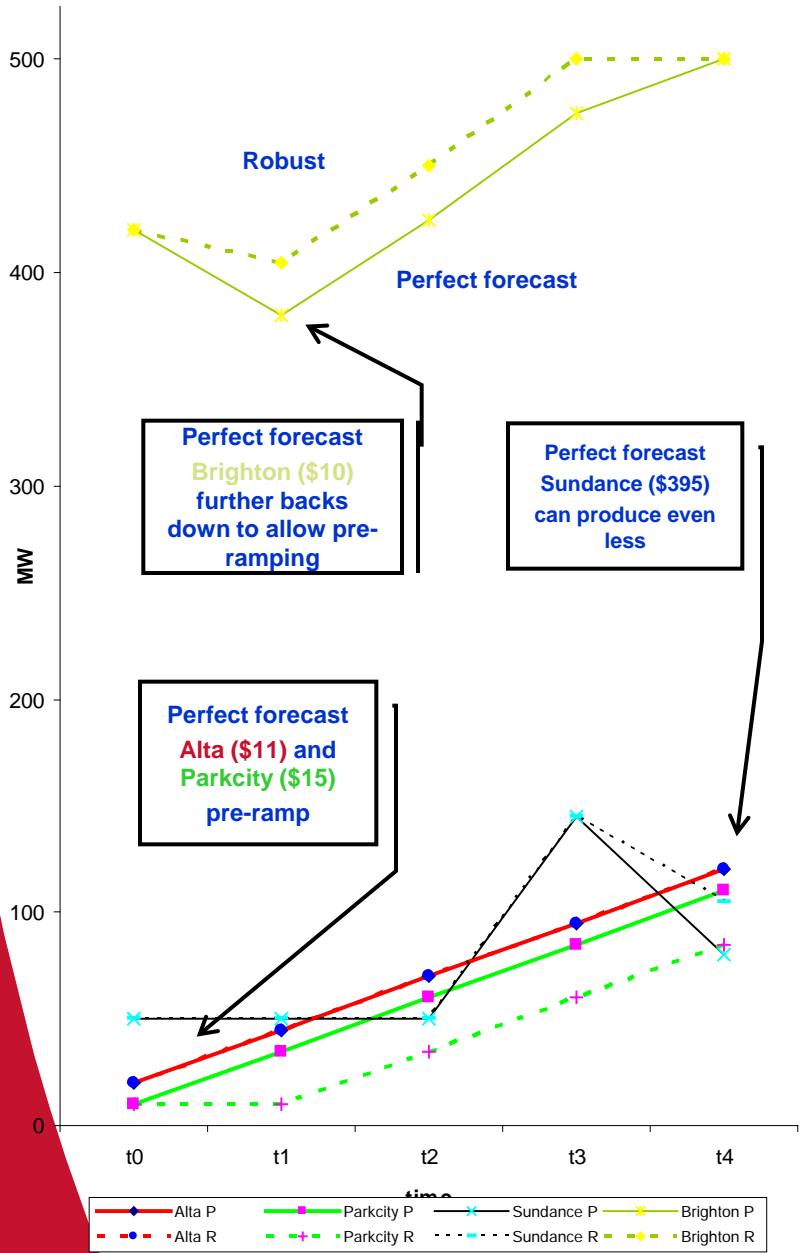 500
Robust
400
Perfect forecast
Perfect forecast
Brighton ($10)
further backs
down to allow pre-
ramping
Perfect forecast
Sundance ($395)
can produce even
less
300
MW
200
Perfect forecast
Alta ($11) and
Parkcity ($15)
pre-ramp
100
0
t0 t1 t2 t3 t4
time
Alta P Parkcity P Sundance P Brighton P
Alta R Parkcity R Sundance R Brighton R